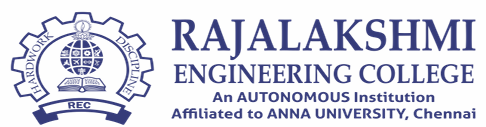 HARDWORK
DISCIPLINE
REC
RAJALAKSHMI
ENGINEERING COLLEGE
An AUTONOMOUS Institution
Affiliated to ANNA UNIVERSITY, Chennai